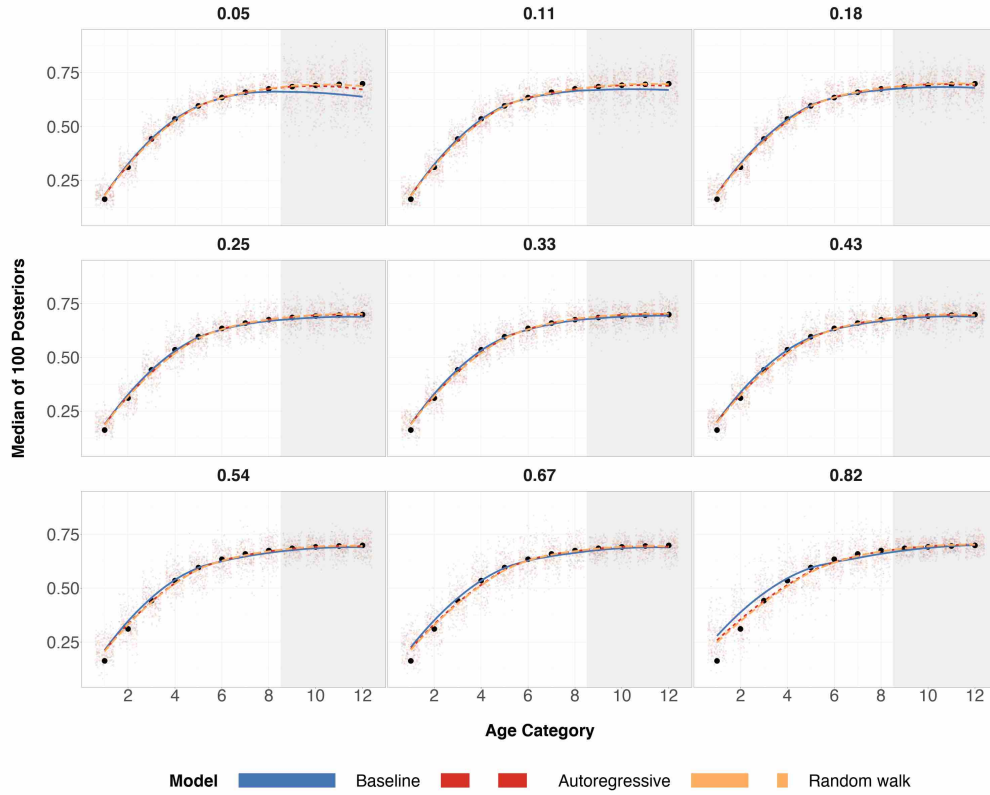 0.05 0.11 0.18
0.75
0.50
0.25
0.25 0.33 0.43
0.75
0.50
0.25
0.54 0.67 0.82
0.75
0.50
0.25
2 4 6 8 10 12 2 4 6 8 10 12 2 4 6 8 10 12
Median of 100 Posteriors
Age Category
Model Baseline Autoregressive Random walk